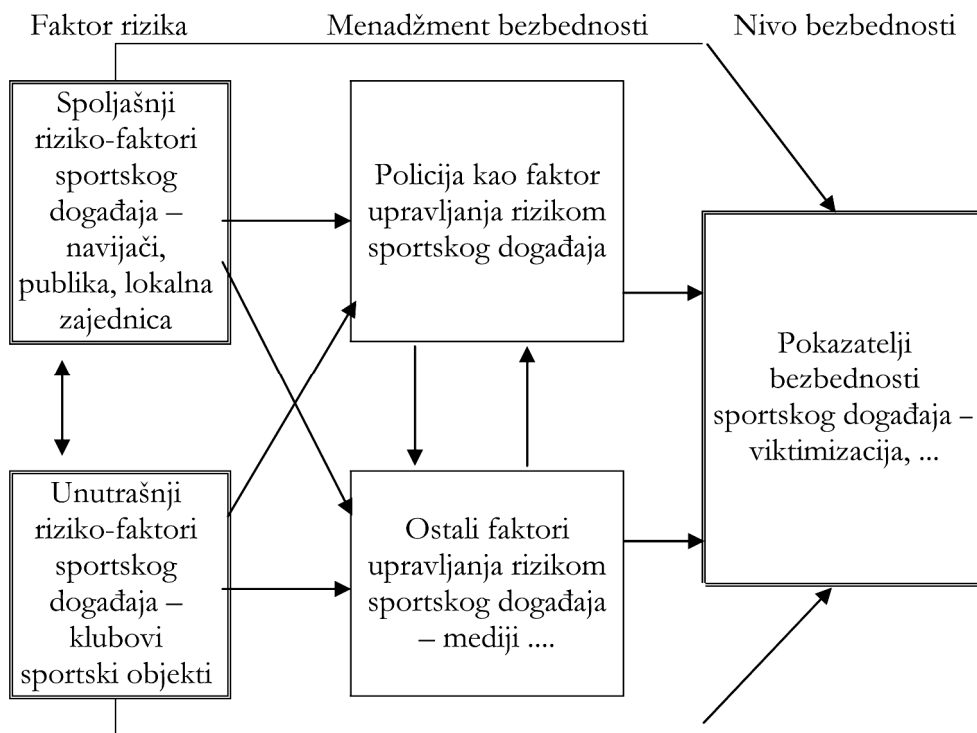 Faktor rizika
Menadžment bezbednosti
Nivo bezbednosti
Spoljašnji
riziko-faktori
sportskog
događaja –
navijači,
publika, lokalna
zajednica
Policija kao faktor
upravljanja rizikom
sportskog događaja
Pokazatelji
bezbednosti
sportskog događaja –
viktimizacija, ...
Unutrašnji
riziko-faktori
sportskog
događaja –
klubovi
sportski objekti
Ostali faktori
upravljanja rizikom
sportskog događaja
– mediji ....